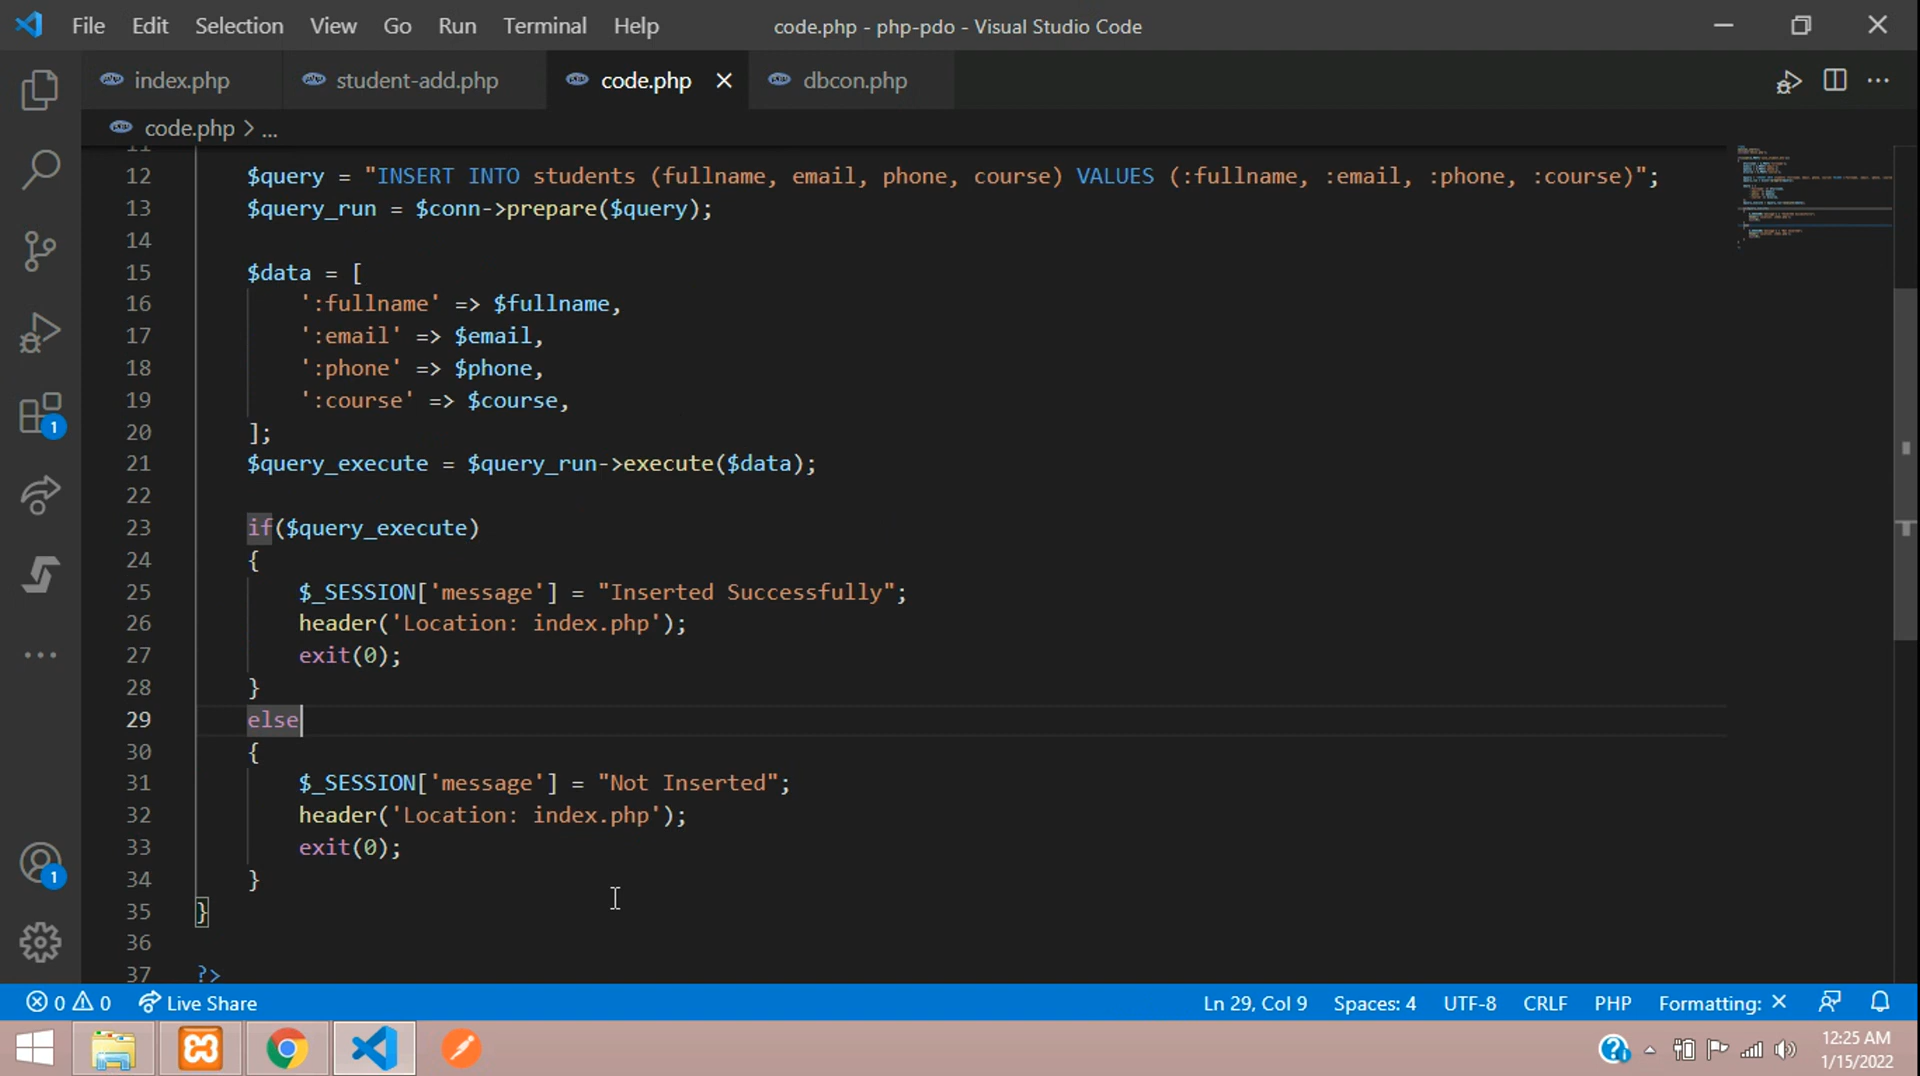 File Edit Selection View Go Run Terminal Help code.php - php-pdo - Visual Studio Code
index.php student-add.php code.php dbcon.php
code.php > ...
11
12 $query = "INSERT INTO students (fullname, email, phone, course) VALUES (:fullname, :email, :phone, :course)";
13 $query_run = $conn->prepare($query);
14
15 $data = [
16 ':fullname' => $fullname,
17 ':email' => $email,
18 ':phone' => $phone,
19 ':course' => $course,
20 ];
21 $query_execute = $query_run->execute($data);
22
23 if($query_execute)
24 {
25 $_SESSION['message'] = "Inserted Successfully";
26 header('Location: index.php');
27 exit(0);
28 }
29 else
30 {
31 $_SESSION['message'] = "Not Inserted";
32 header('Location: index.php');
33 exit(0);
34 }
35 }
36
37 ?>
1
1
0 0 Live Share Ln 29, Col 9 Spaces: 4 UTF-8 CRLF PHP Formatting: ×
12:25 AM
1/15/2022